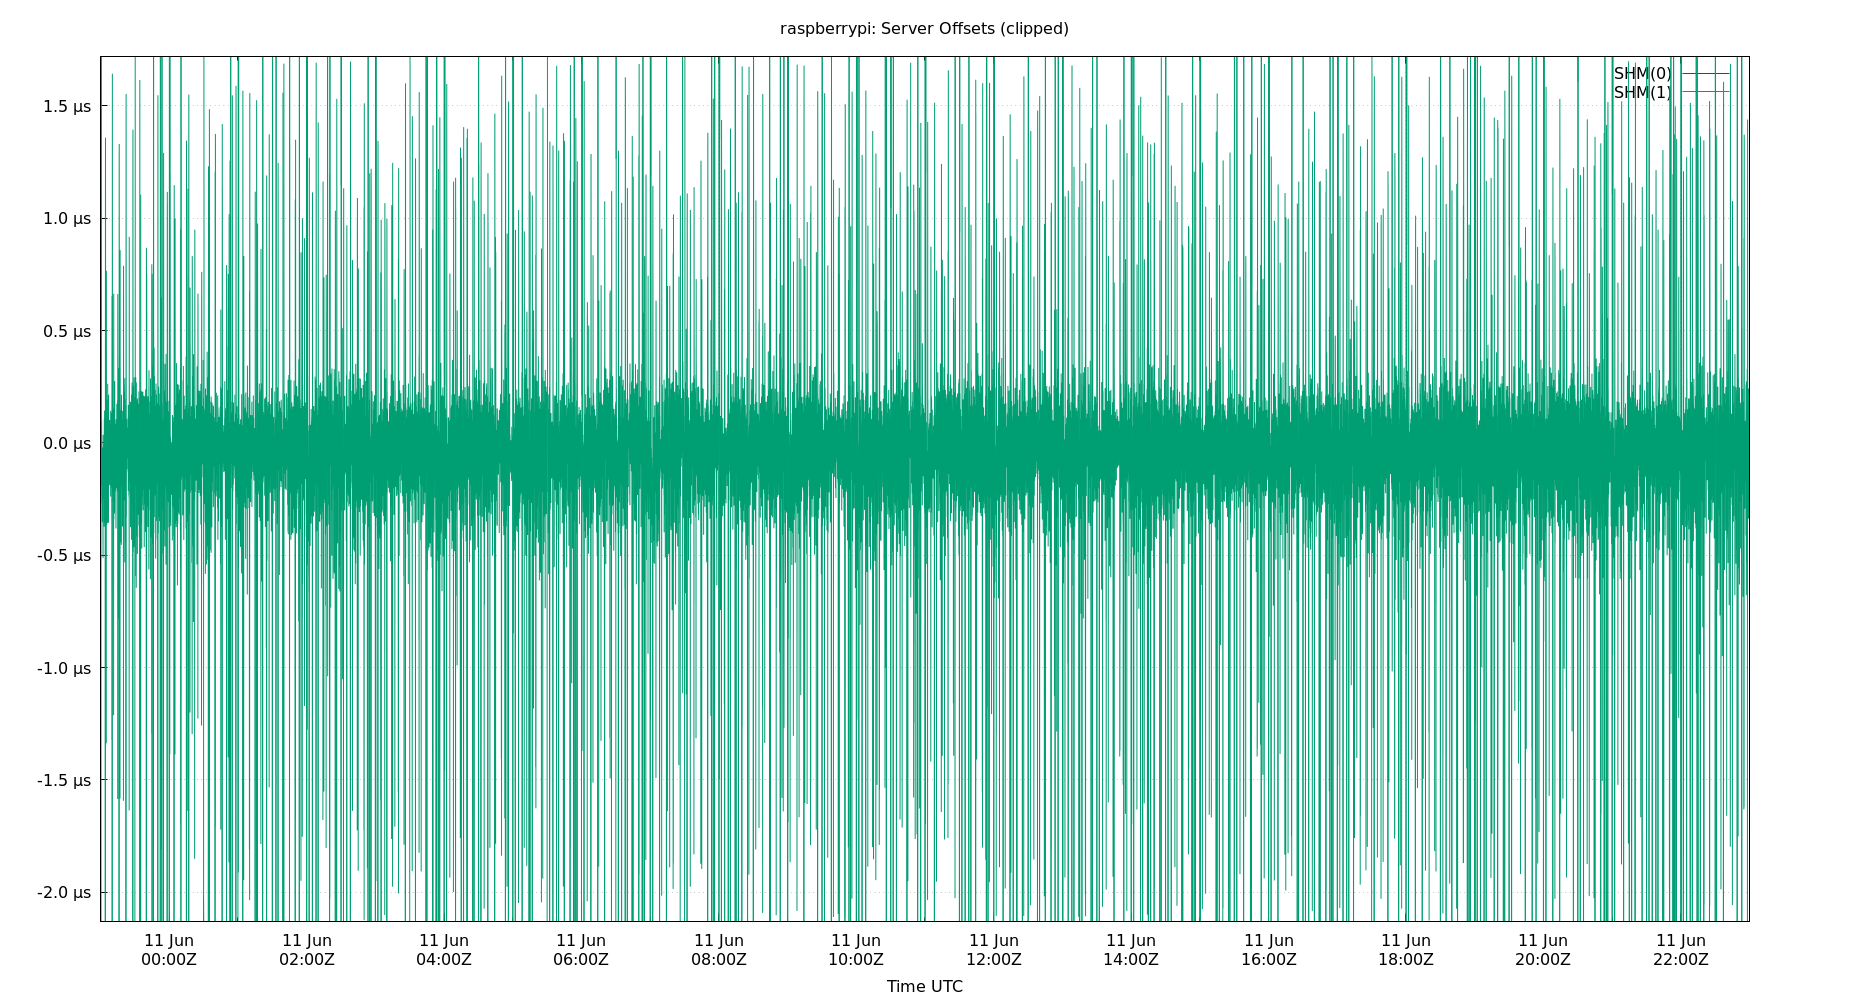 raspberrypi: Server Offsets (clipped)
SHM(0)
SHM(1)
1.5 µs
1.0 µs
0.5 µs
0.0 µs
-0.5 µs
-1.0 µs
-1.5 µs
-2.0 µs
11 Jun 11 Jun 11 Jun 11 Jun 11 Jun 11 Jun 11 Jun 11 Jun 11 Jun 11 Jun 11 Jun 11 Jun
00:00Z 02:00Z 04:00Z 06:00Z 08:00Z 10:00Z 12:00Z 14:00Z 16:00Z 18:00Z 20:00Z 22:00Z
Time UTC